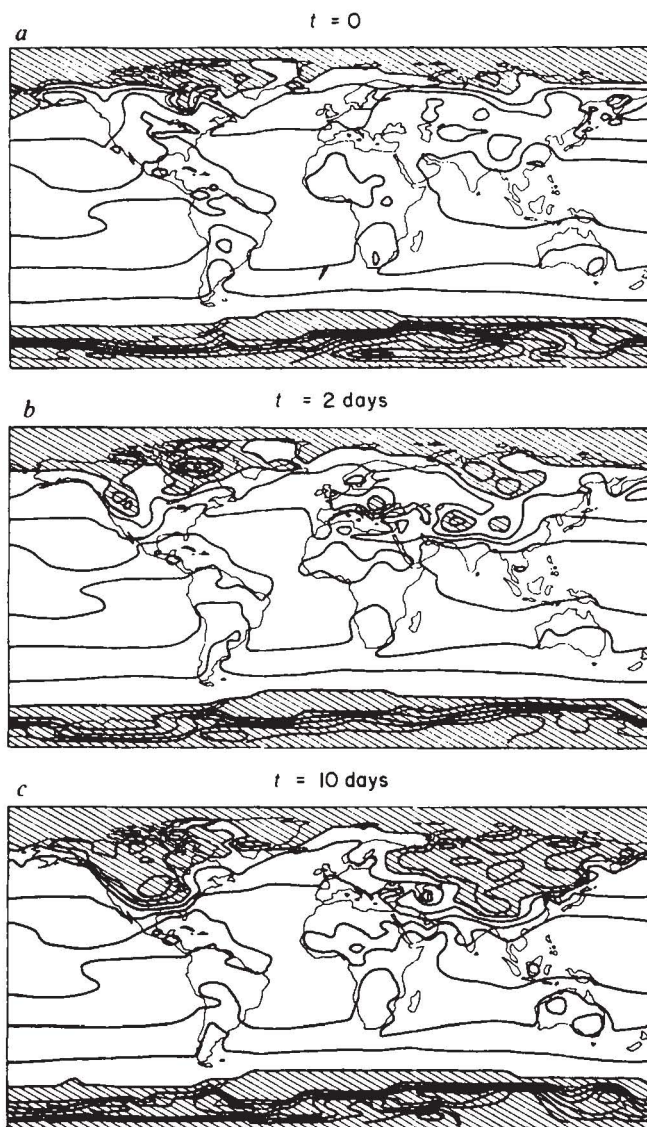 t = 0
a
t = 2 days
b
t = 10 days
c